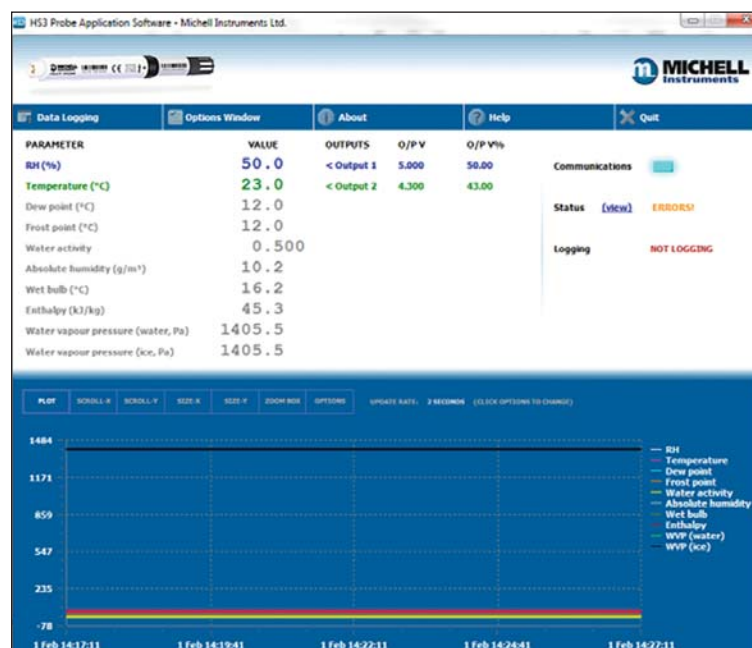 HS3 Probe Application Software - Michell Instruments Ltd.
MICHELL
Instruments
Data Logging Options Window About Help Quit
PARAMETER VALUE OUTPUTS O/P V O/P V%
RH (%) 50.0 < Output 1 5.000 50.00
Communications
Temperature (°C) 23.0 < Output 2 4.300 43.00
Dew point (°C) 12.0
Status (view) ERRORS!
Frost point (°C) 12.0
Water activity 0.500
Logging NOT LOGGING
Absolute humidity (g/m³) 10.2
Wet bulb (°C) 16.2
Enthalpy (kJ/kg) 45.3
Water vapour pressure (water, Pa) 1405.5
Water vapour pressure (ice, Pa) 1405.5
PLOT SCROLL-X SCROLL-Y SIZE-X SIZE-Y ZOOM BOX OPTIONS UPDATE RATE: 2 SECONDS (CLICK OPTIONS TO CHANGE)
1484
1171
859
547
235
-78
RH
Temperature
Dew point
Frost point
Water activity
Absolute humidity
Wet bulb
Enthalpy
WVP (water)
WVP (ice)
1 Feb 14:17:11 1 Feb 14:19:41 1 Feb 14:22:11 1 Feb 14:24:41 1 Feb 14:27:11